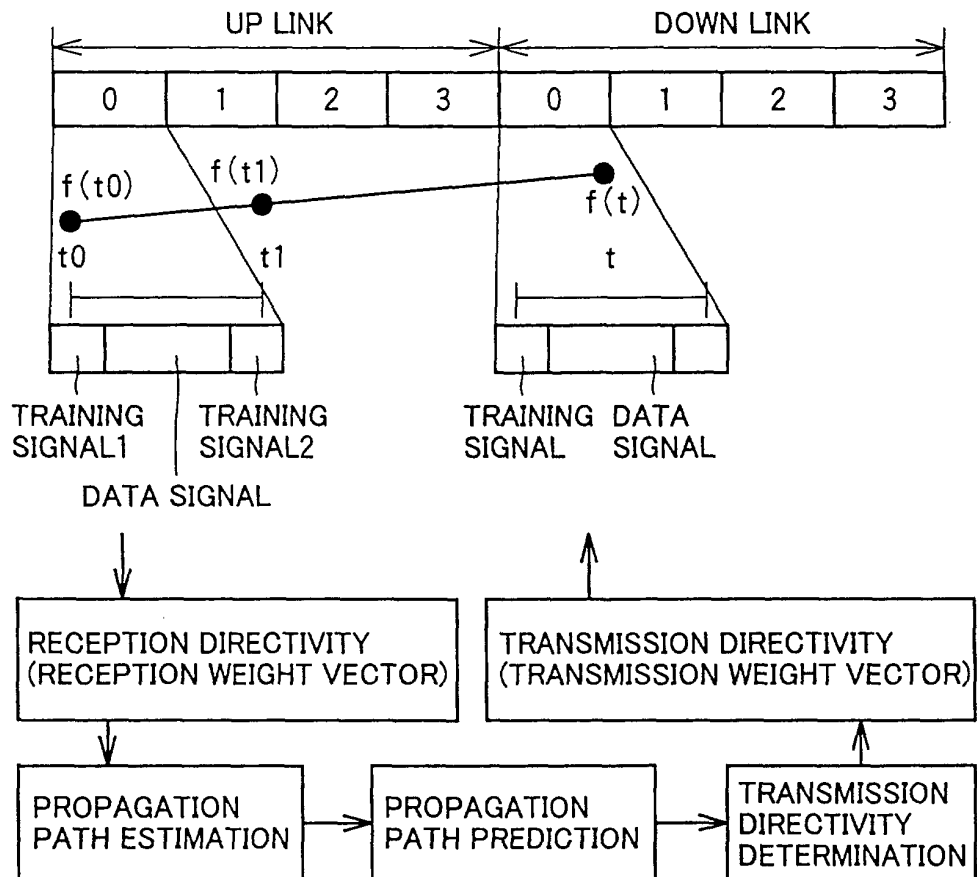 UP LINK
DOWN LINK
0 1 2 3 0 1 2 3
f(t0)
f(t1)
f(t)
t0
t1
t
TRAINING
SIGNAL1
TRAINING
SIGNAL2
TRAINING
SIGNAL
DATA
SIGNAL
DATA SIGNAL
RECEPTION DIRECTIVITY
(RECEPTION WEIGHT VECTOR)
TRANSMISSION DIRECTIVITY
(TRANSMISSION WEIGHT VECTOR)
PROPAGATION
PATH ESTIMATION
PROPAGATION
PATH PREDICTION
TRANSMISSION
DIRECTIVITY
DETERMINATION